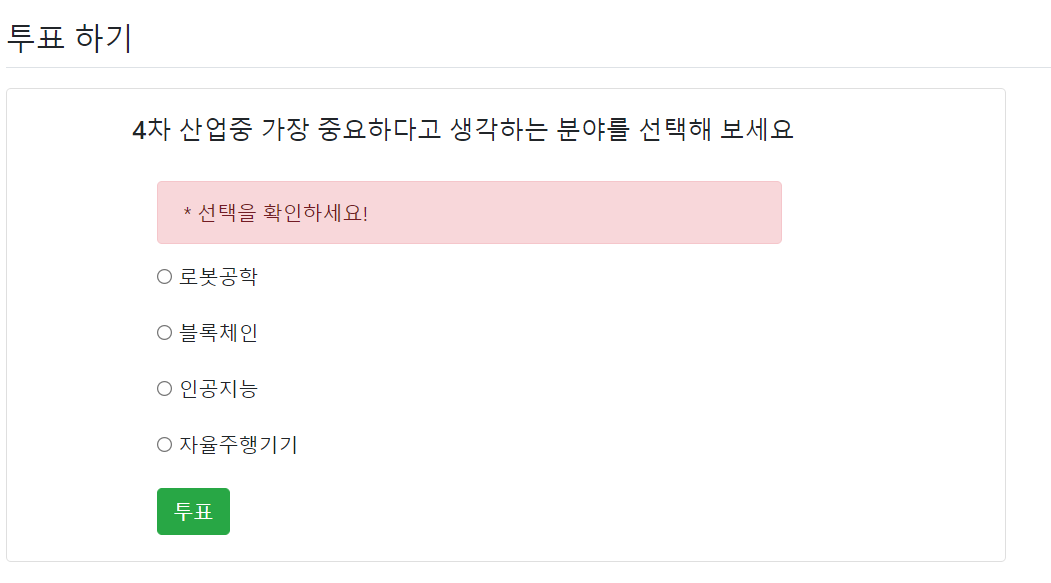 투표 하기
4차 산업중 가장 중요하다고 생각하는 분야를 선택해 보세요
* 선택을 확인하세요!
로봇공학
블록체인
인공지능
자율주행기기
투표